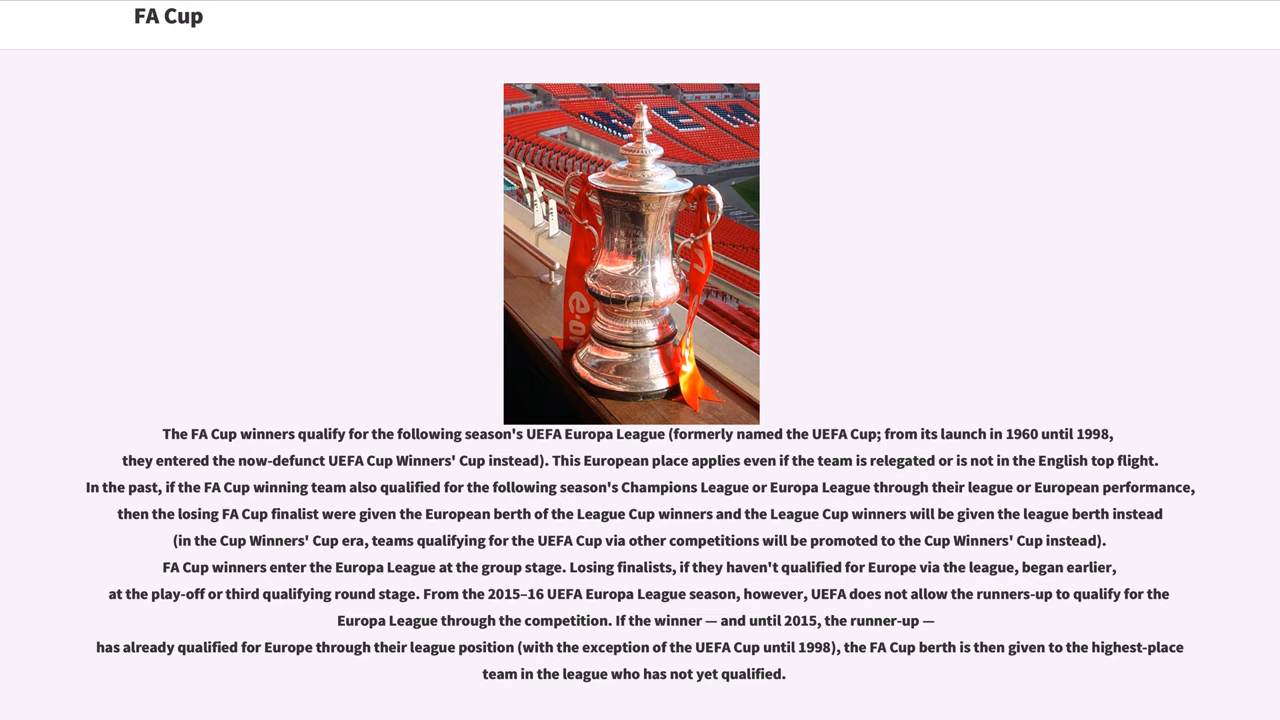 FA Cup
WEM
e·on
The FA Cup winners qualify for the following season's UEFA Europa League (formerly named the UEFA Cup; from its launch in 1960 until 1998,
they entered the now-defunct UEFA Cup Winners' Cup instead). This European place applies even if the team is relegated or is not in the English top flight.
In the past, if the FA Cup winning team also qualified for the following season's Champions League or Europa League through their league or European performance,
then the losing FA Cup finalist were given the European berth of the League Cup winners and the League Cup winners will be given the league berth instead
(in the Cup Winners' Cup era, teams qualifying for the UEFA Cup via other competitions will be promoted to the Cup Winners' Cup instead).
FA Cup winners enter the Europa League at the group stage. Losing finalists, if they haven't qualified for Europe via the league, began earlier,
at the play-off or third qualifying round stage. From the 2015–16 UEFA Europa League season, however, UEFA does not allow the runners-up to qualify for the
Europa League through the competition. If the winner — and until 2015, the runner-up —
has already qualified for Europe through their league position (with the exception of the UEFA Cup until 1998), the FA Cup berth is then given to the highest-place
team in the league who has not yet qualified.